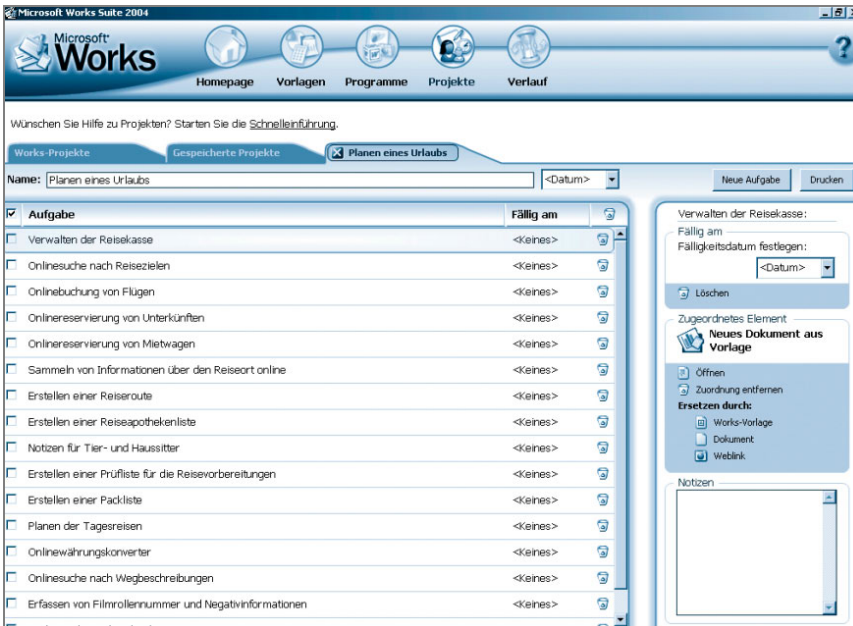 Microsoft Works Suite 2004
Microsoft
Works
Homepage Vorlagen Programme Projekte Verlauf
Wünschen Sie Hilfe zu Projekten? Starten Sie die Schnelleinführung.
Works-Projekte Gespeicherte Projekte Planen eines Urlaubs
Name: Planen eines Urlaubs <Datum> Neue Aufgabe Drucken
Aufgabe Fällig am
Verwalten der Reisekasse <Keines>
Onlinesuche nach Reisezielen <Keines>
Onlinebuchung von Flügen <Keines>
Onlinereservierung von Unterkünften <Keines>
Onlinereservierung von Mietwagen <Keines>
Sammeln von Informationen über den Reiseort online <Keines>
Erstellen einer Reiseroute <Keines>
Erstellen einer Reiseapothekenliste <Keines>
Notizen für Tier- und Haussitter <Keines>
Erstellen einer Prüfliste für die Reisevorbereitungen <Keines>
Erstellen einer Packliste <Keines>
Planen der Tagesreisen <Keines>
Onlinewährungskonverter <Keines>
Onlinesuche nach Wegbeschreibungen <Keines>
Erfassen von Filmrollennummer und Negativinformationen <Keines>
Verwalten der Reisekasse:
Fällig am
Fälligkeitsdatum festlegen:
<Datum>
Löschen
Zugeordnetes Element
Neues Dokument aus
Vorlage
Öffnen
Zuordnung entfernen
Ersetzen durch:
Works-Vorlage
Dokument
Weblink
Notizen